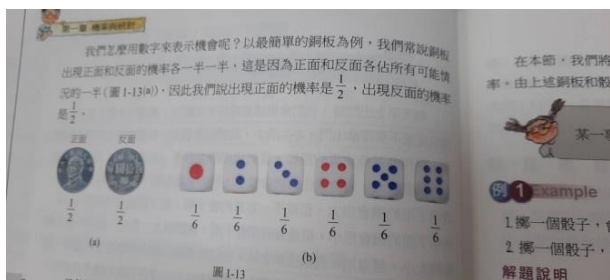 第一章 機率與統計
我們怎麼用數字來表示機會呢？以最簡單的銅板為例，我們常說銅板
出現正面和反面的機率各一半一半，這是因為正面和反面各佔所有可能情
況的一半(圖1-13(a))，因此我們說出現正面的機率是1/2，出現反面的機率
是1/2。
正面 反面
1/2 1/2 1/6 1/6 1/6 1/6 1/6 1/6
(a) (b)
圖1-13
在本節，我們將
率。由上述銅板和骰
某一
例 1 Example
1.擲一個骰子，
2.擲一個骰子，
解題說明